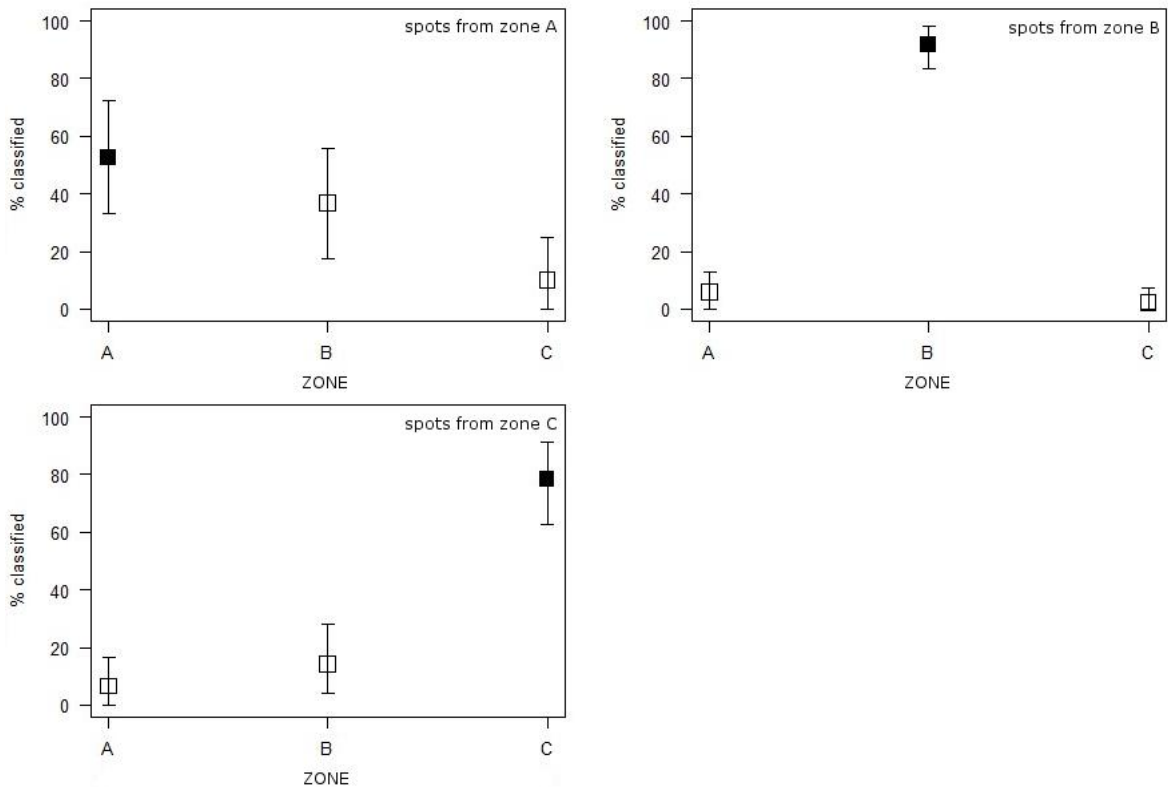 spots from zone A
100
80
60
40
20
0
% classified
A B C
ZONE
spots from zone B
100
80
60
40
20
0
% classified
A B C
ZONE
spots from zone C
100
80
60
40
20
0
% classified
A B C
ZONE